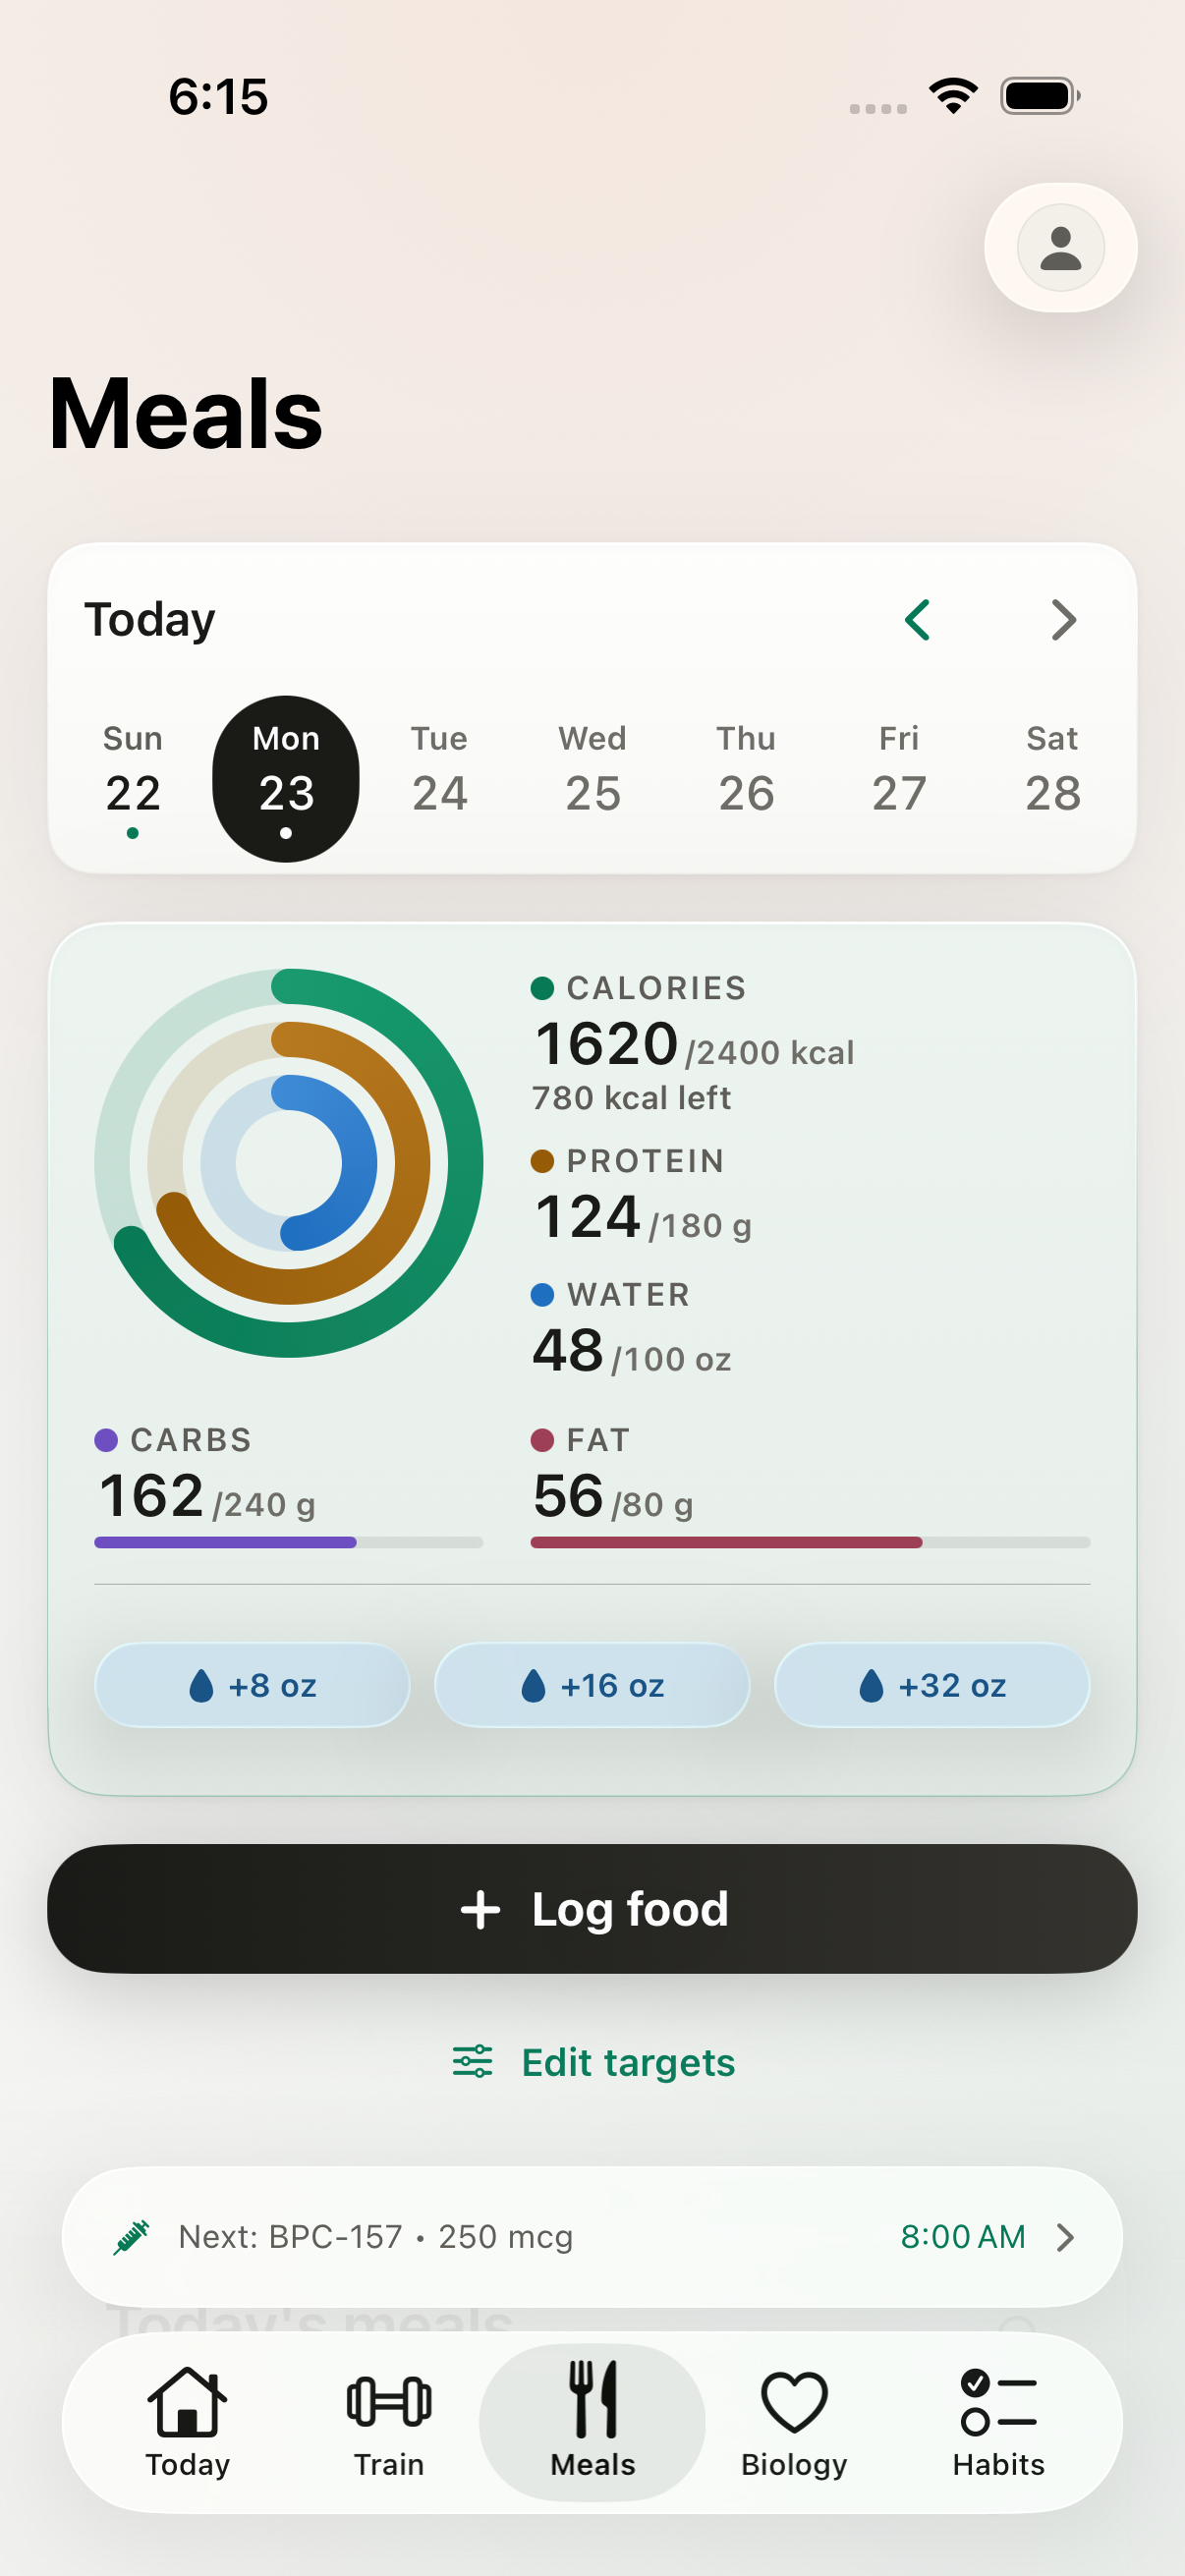 6:15
Meals
Today
Sun Mon Tue Wed Thu Fri Sat
22 23 24 25 26 27 28
CALORIES
1620/2400 kcal
780 kcal left
PROTEIN
124/180 g
WATER
48/100 oz
CARBS
162/240 g
FAT
56/80 g
+8 oz
+16 oz
+32 oz
+ Log food
Edit targets
Next: BPC-157 • 250 mcg 8:00 AM
Today's meals
Today Train Meals Biology Habits